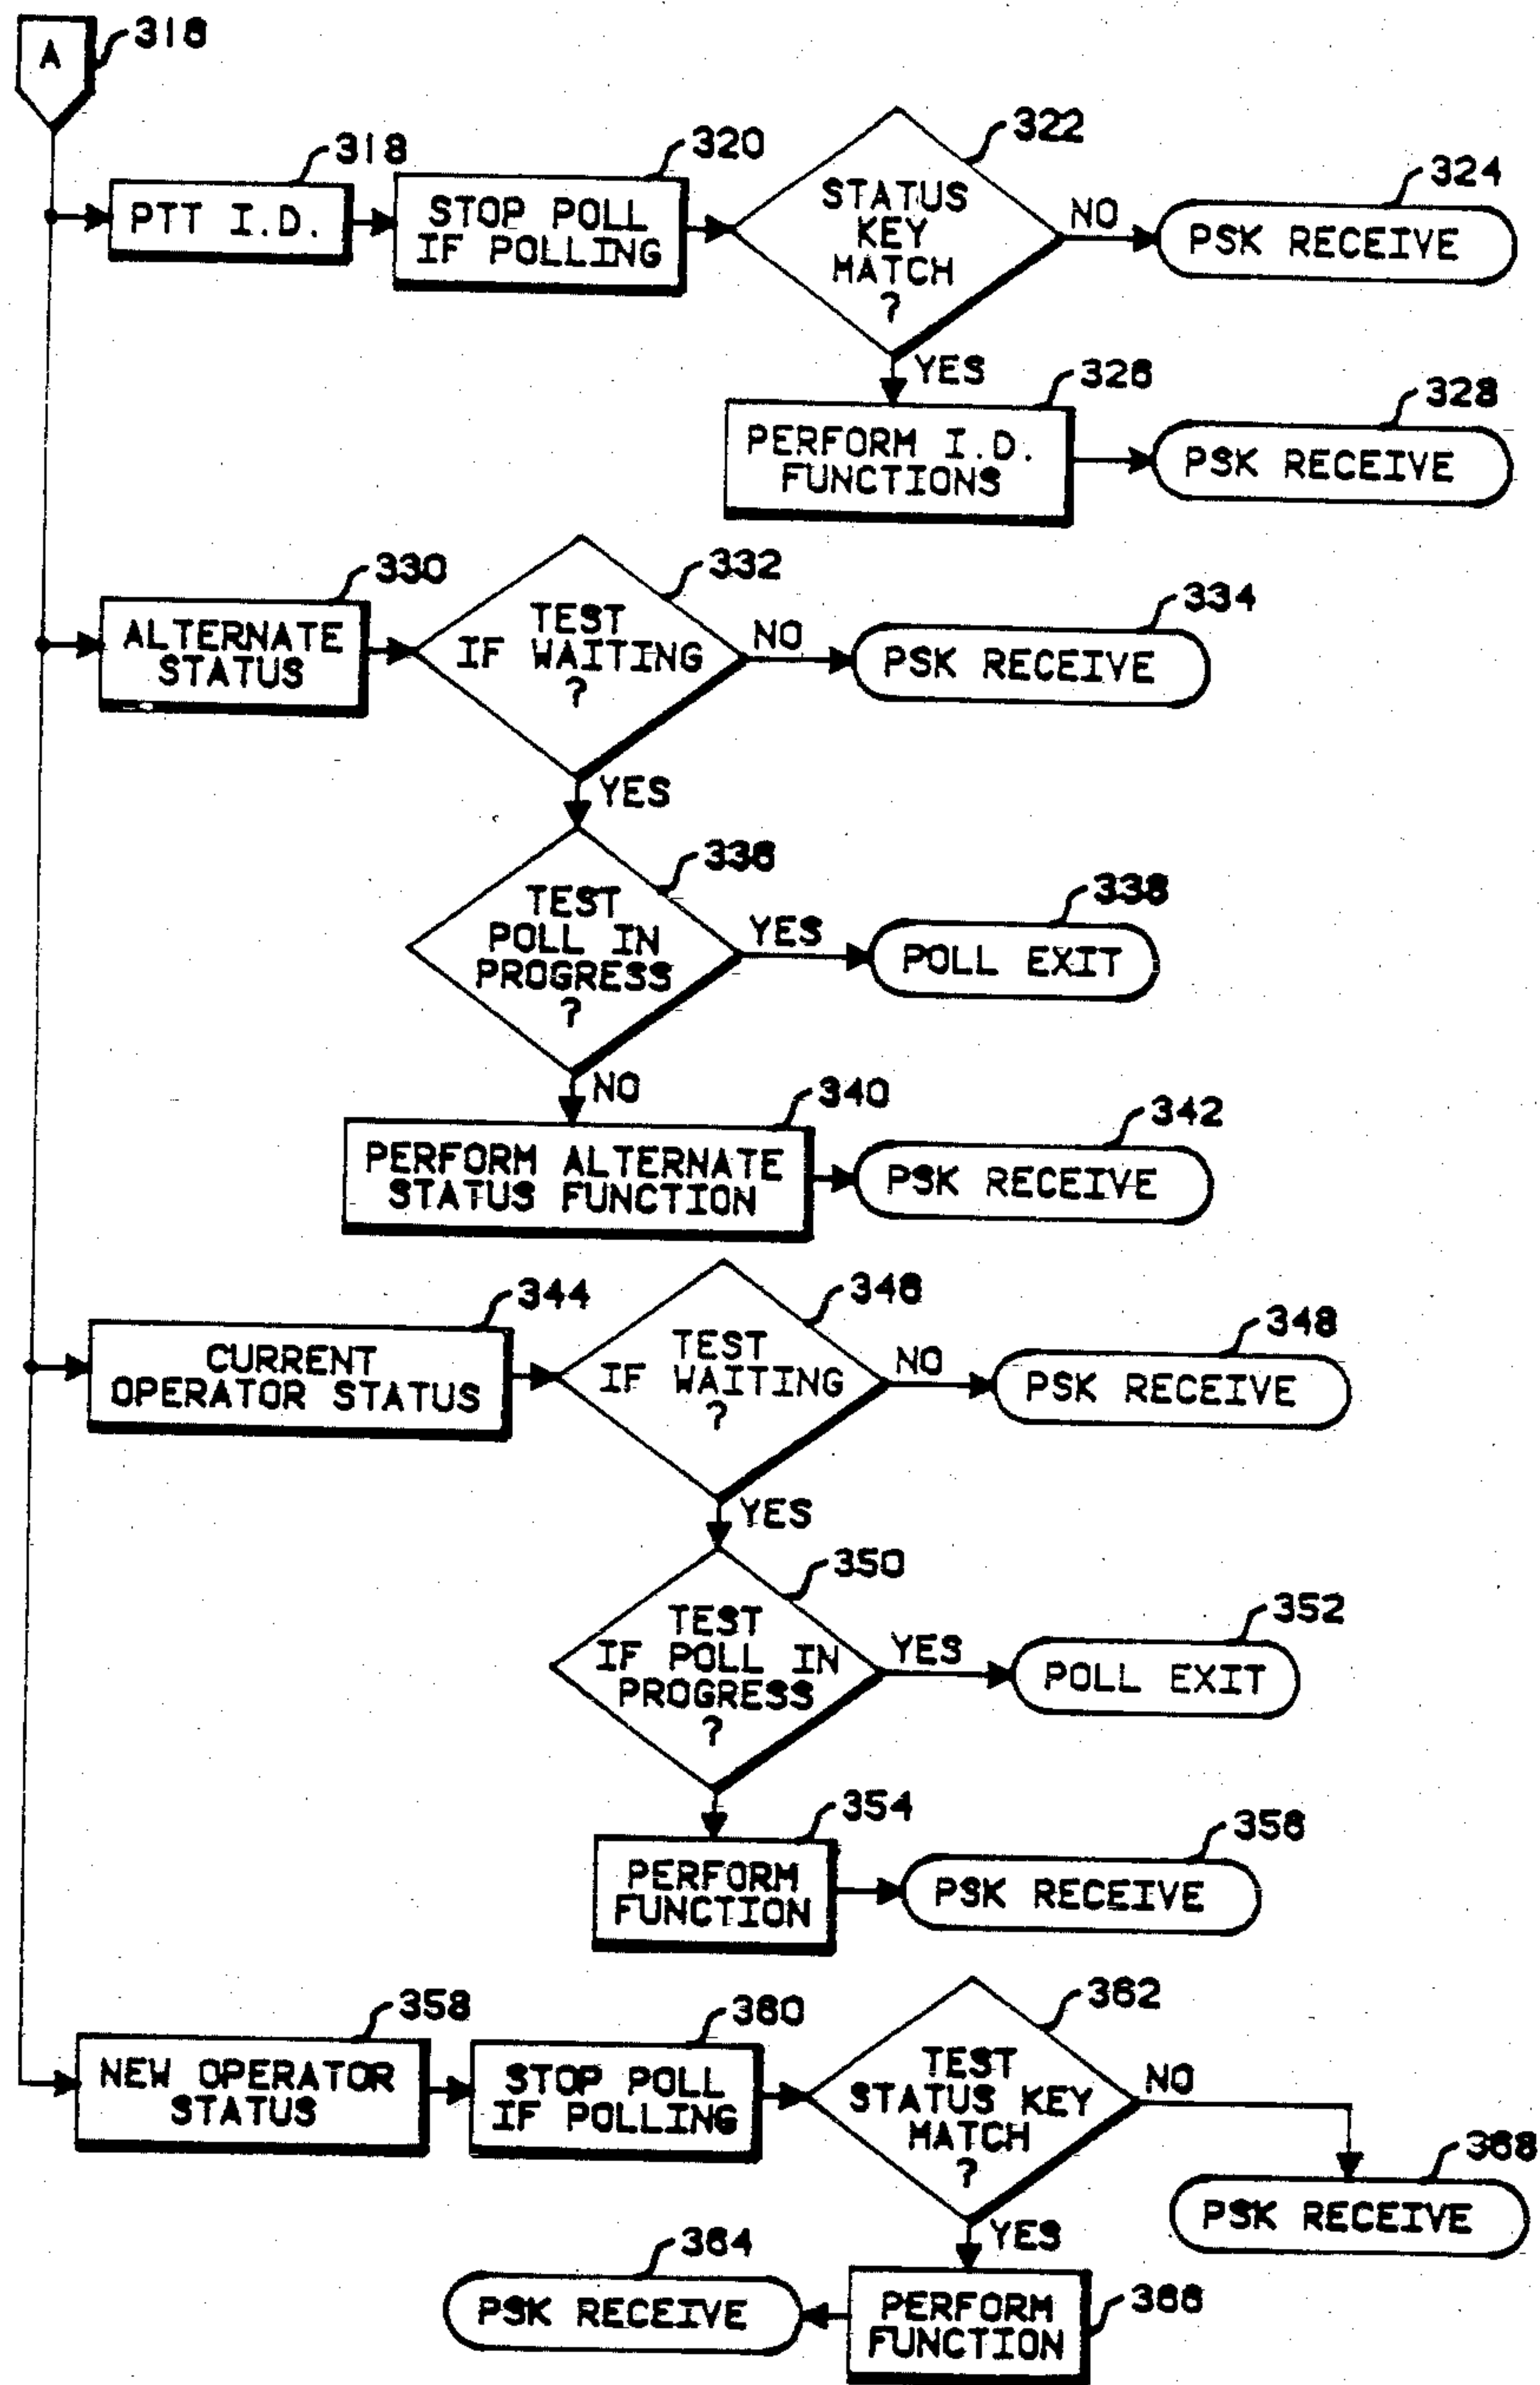 A
316
318
PTT I.D.
320
STOP POLL
IF POLLING
322
STATUS
KEY
MATCH
?
NO
324
PSK RECEIVE
YES
326
PERFORM I.D.
FUNCTIONS
328
PSK RECEIVE
330
ALTERNATE
STATUS
332
TEST
IF WAITING
?
NO
334
PSK RECEIVE
YES
336
TEST
POLL IN
PROGRESS
?
YES
338
POLL EXIT
NO
340
PERFORM ALTERNATE
STATUS FUNCTION
342
PSK RECEIVE
344
CURRENT
OPERATOR STATUS
346
TEST
IF WAITING
?
NO
348
PSK RECEIVE
YES
350
TEST
IF POLL IN
PROGRESS
?
YES
352
POLL EXIT
354
PERFORM
FUNCTION
356
PSK RECEIVE
358
NEW OPERATOR
STATUS
360
STOP POLL
IF POLLING
362
TEST
STATUS KEY
MATCH
?
NO
368
PSK RECEIVE
YES
364
PSK RECEIVE
366
PERFORM
FUNCTION